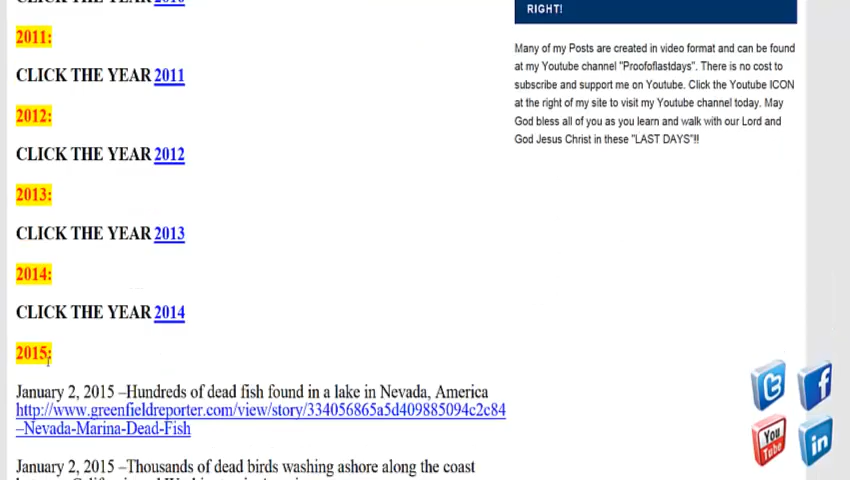 RIGHT!
2011:
CLICK THE YEAR 2011
2012:
CLICK THE YEAR 2012
2013:
CLICK THE YEAR 2013
2014:
CLICK THE YEAR 2014
2015:
January 2, 2015 –Hundreds of dead fish found in a lake in Nevada, America
http://www.greenfieldreporter.com/view/story/334056865a5d409885094c2c84
–Nevada-Marina-Dead-Fish
January 2, 2015 –Thousands of dead birds washing ashore along the coast
Many of my Posts are created in video format and can be found
at my Youtube channel "Proofoflastdays". There is no cost to
subscribe and support me on Youtube. Click the Youtube ICON
at the right of my site to visit my Youtube channel today. May
God bless all of you as you learn and walk with our Lord and
God Jesus Christ in these "LAST DAYS"!!
You
Tube
in